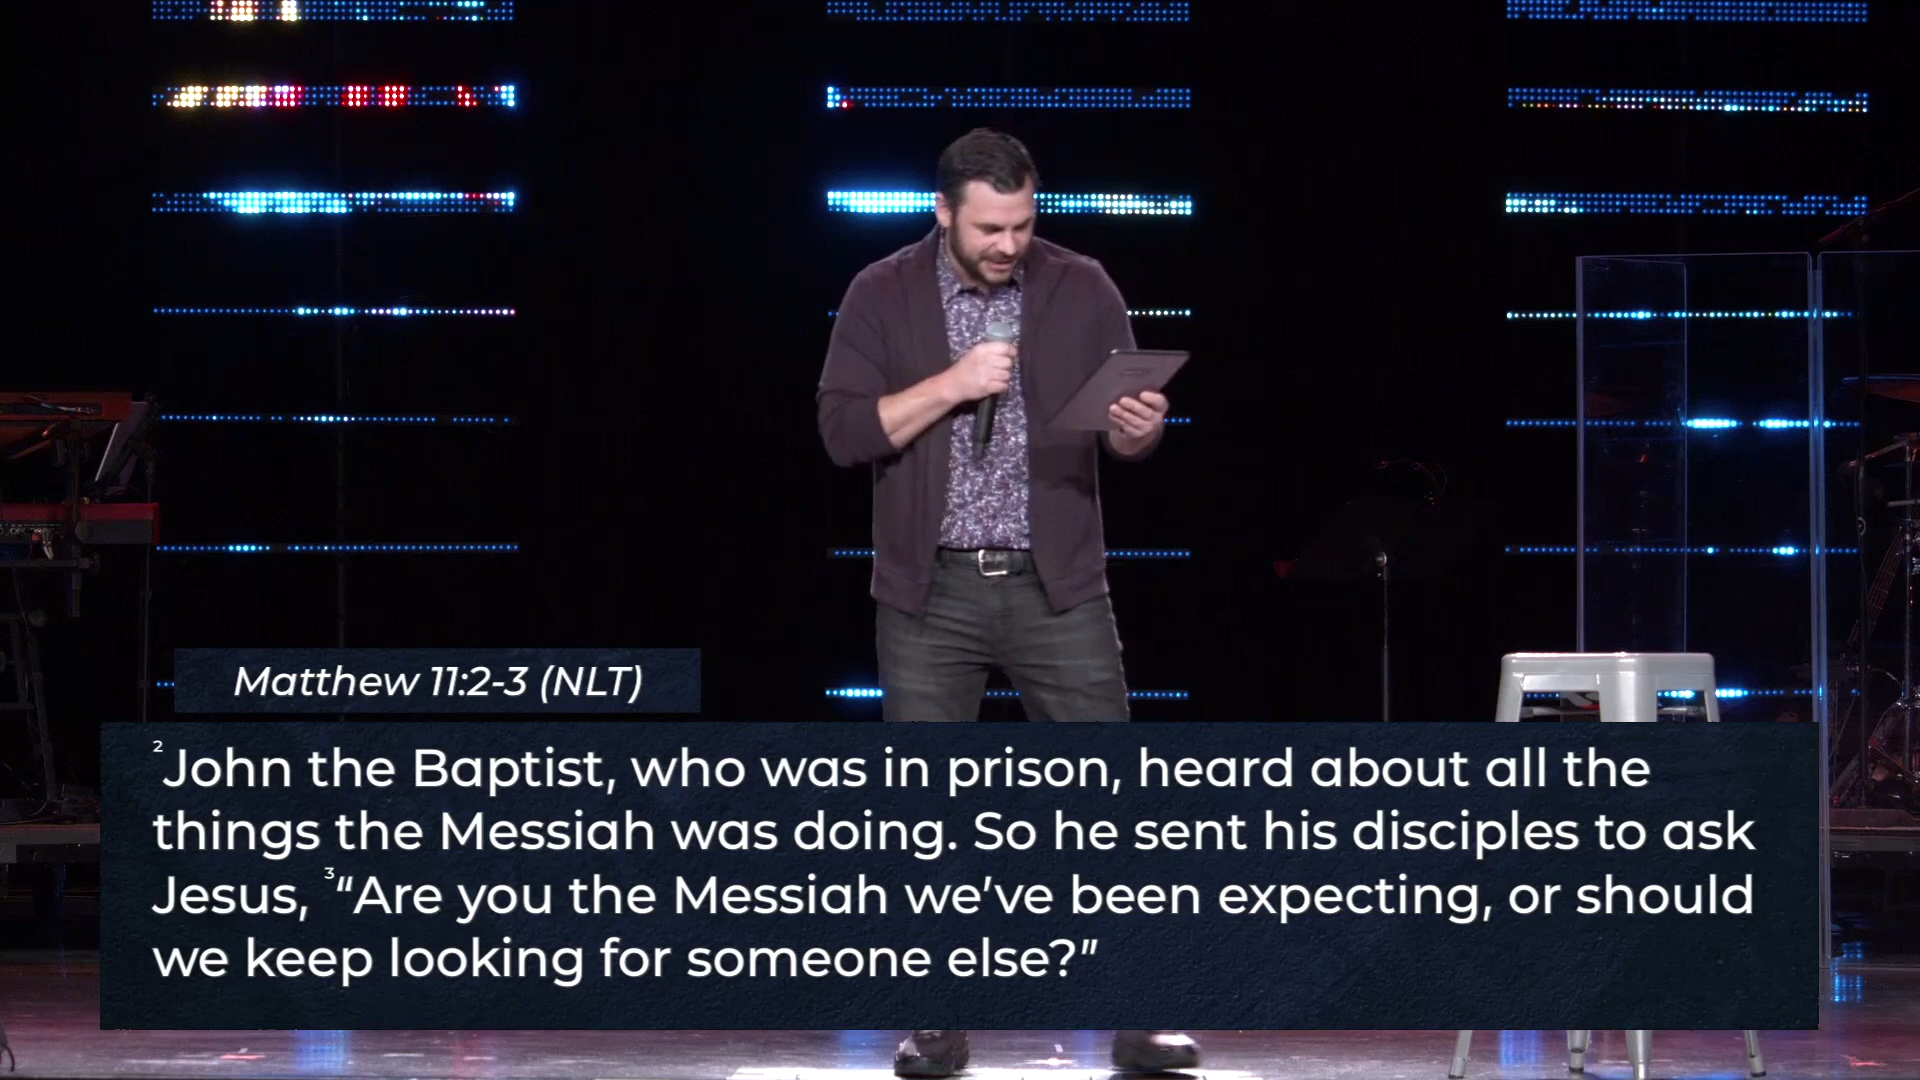 Matthew 11:2-3 (NLT)
2 John the Baptist, who was in prison, heard about all the
things the Messiah was doing. So he sent his disciples to ask
Jesus, 3 “Are you the Messiah we’ve been expecting, or should
we keep looking for someone else?”